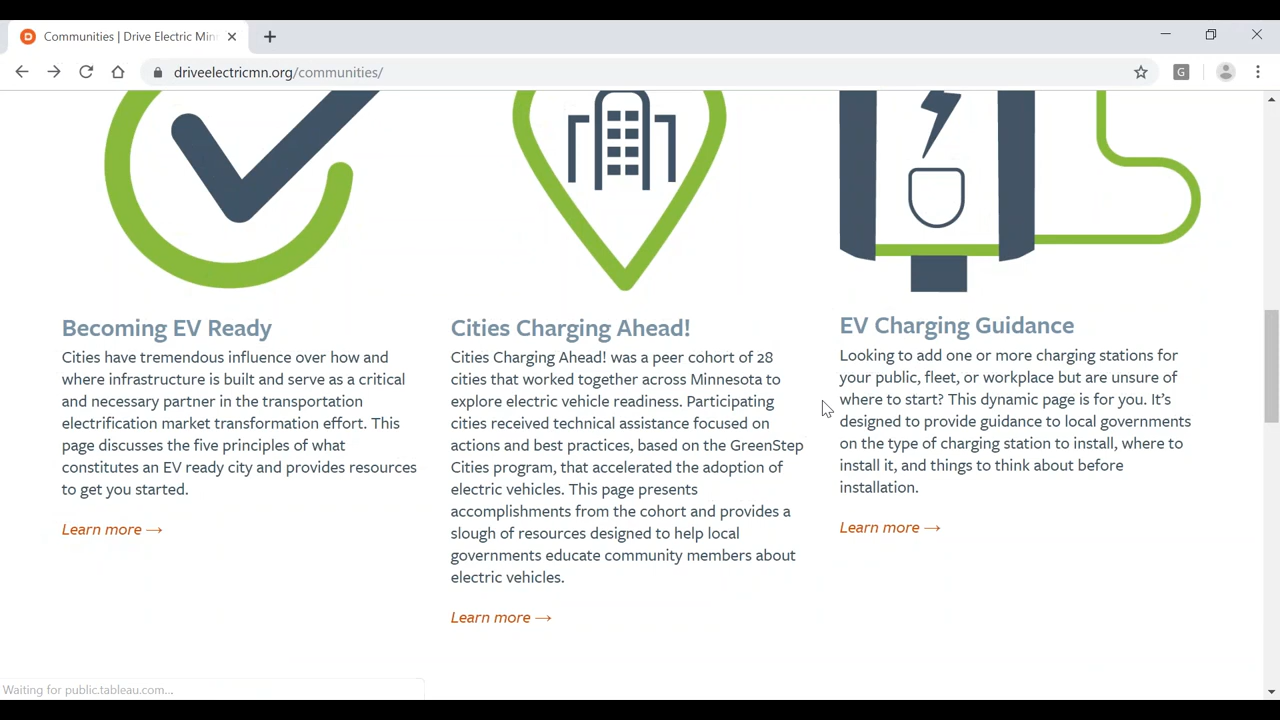 Communities | Drive Electric Min
driveelectricmn.org/communities/
G
Becoming EV Ready
Cities have tremendous influence over how and
where infrastructure is built and serve as a critical
and necessary partner in the transportation
electrification market transformation effort. This
page discusses the five principles of what
constitutes an EV ready city and provides resources
to get you started.
Learn more →
Cities Charging Ahead!
Cities Charging Ahead! was a peer cohort of 28
cities that worked together across Minnesota to
explore electric vehicle readiness. Participating
cities received technical assistance focused on
actions and best practices, based on the GreenStep
Cities program, that accelerated the adoption of
electric vehicles. This page presents
accomplishments from the cohort and provides a
slough of resources designed to help local
governments educate community members about
electric vehicles.
Learn more →
EV Charging Guidance
Looking to add one or more charging stations for
your public, fleet, or workplace but are unsure of
where to start? This dynamic page is for you. It's
designed to provide guidance to local governments
on the type of charging station to install, where to
install it, and things to think about before
installation.
Learn more →
Waiting for public.tableau.com...